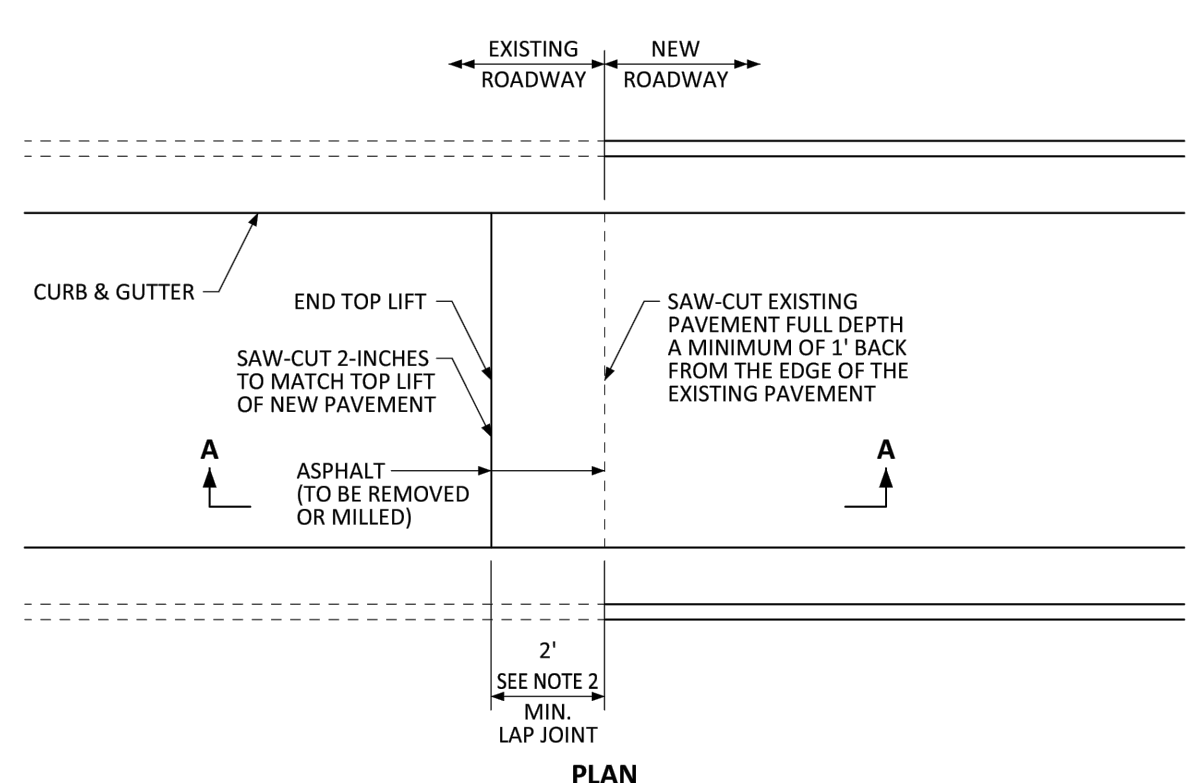 EXISTING
ROADWAY
NEW
ROADWAY
CURB & GUTTER
END TOP LIFT
SAW-CUT 2-INCHES
TO MATCH TOP LIFT
OF NEW PAVEMENT
SAW-CUT EXISTING
PAVEMENT FULL DEPTH
A MINIMUM OF 1' BACK
FROM THE EDGE OF THE
EXISTING PAVEMENT
A
A
ASPHALT
(TO BE REMOVED
OR MILLED)
2'
SEE NOTE 2
MIN.
LAP JOINT
PLAN